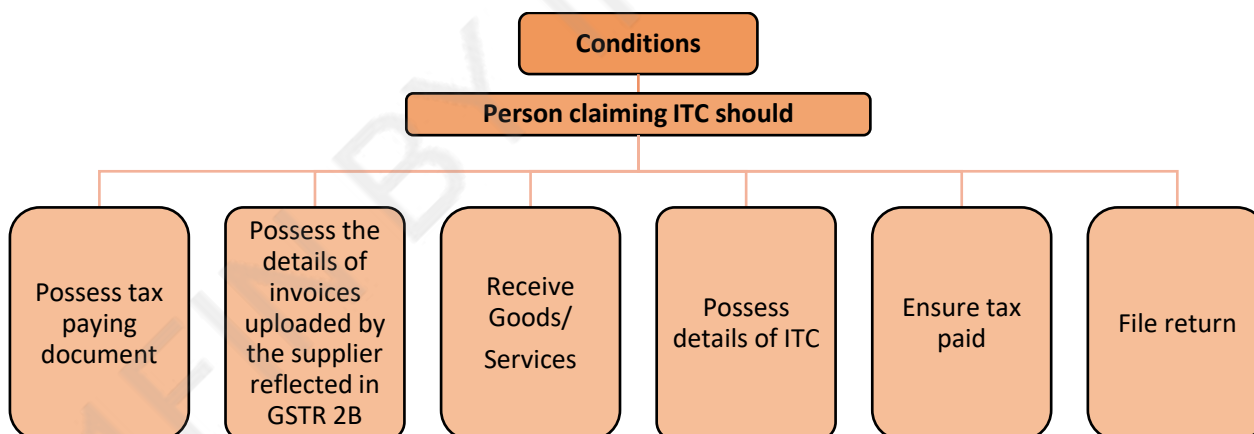 Conditions
Person claiming ITC should
Possess tax
paying
document
Possess the
details of
invoices
uploaded by
the supplier
reflected in
GSTR 2B
Receive
Goods/
Services
Possess
details of ITC
Ensure tax
paid
File return